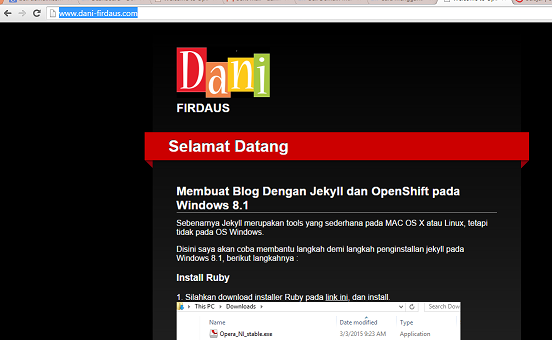 www.dani-firdaus.com
Dani
FIRDAUS
Selamat Datang
Membuat Blog Dengan Jekyll dan OpenShift pada
Windows 8.1
Sebenarnya Jekyll merupakan tools yang sederhana pada MAC OS X atau Linux, tetapi
tidak pada OS Windows.
Disini saya akan coba membantu langkah demi langkah penginstallan jekyll pada
Windows 8.1, berikut langkahnya :
Install Ruby
1. Silahkan download installer Ruby pada link ini, dan install.
This PC Downloads Search Dow
Name Date modified Type
Opera_NI_stable.exe 3/3/2015 9:23 AM Application